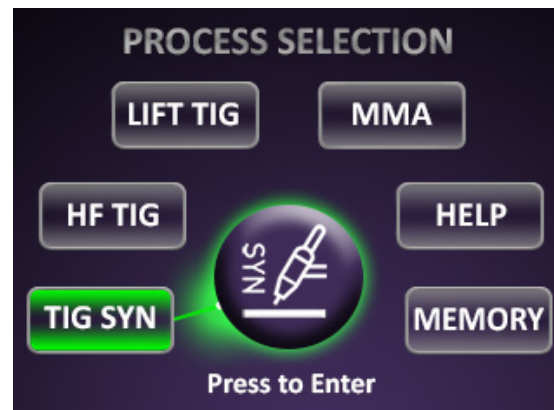 PROCESS SELECTION
LIFT TIG
MMA
HF TIG
HELP
SYN
TIG SYN
MEMORY
Press to Enter